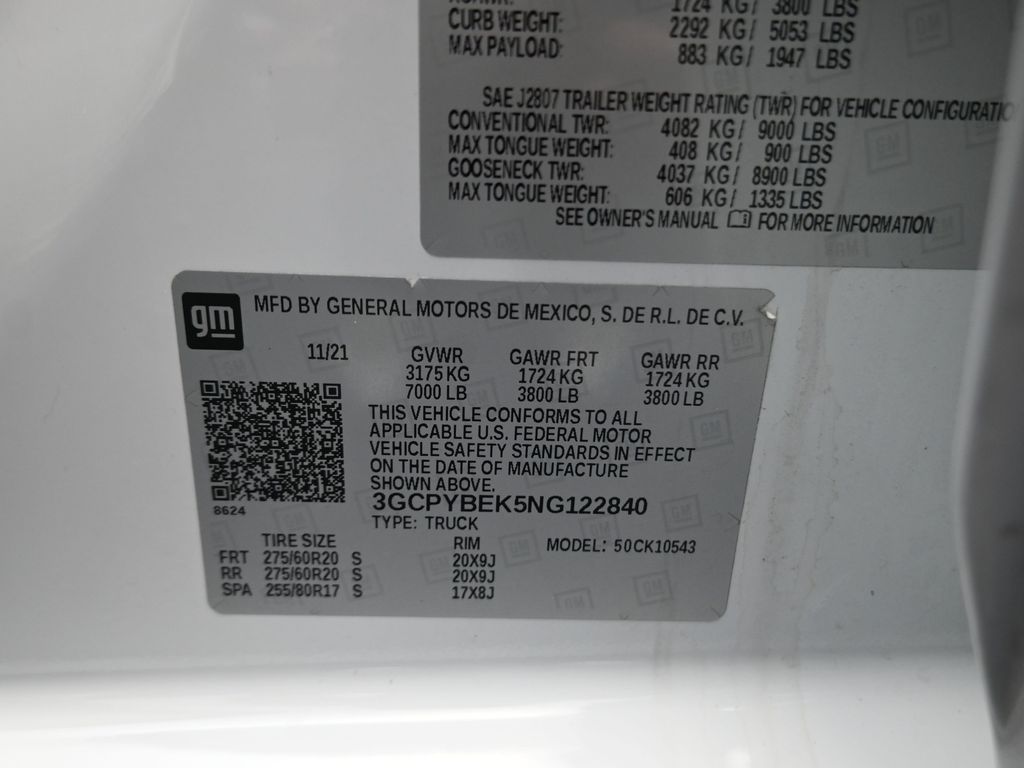 1724 KG/ 3800 LBS
CURB WEIGHT: 2292 KG/ 5053 LBS
MAX PAYLOAD: 883 KG/ 1947 LBS
SAE J2807 TRAILER WEIGHT RATING (TWR) FOR VEHICLE CONFIGURATIO
CONVENTIONAL TWR: 4082 KG/ 9000 LBS
MAX TONGUE WEIGHT: 408 KG/ 900 LBS
GOOSENECK TWR: 4037 KG/ 8900 LBS
MAX TONGUE WEIGHT: 606 KG/ 1335 LBS
SEE OWNER'S MANUAL FOR MORE INFORMATION
gm MFD BY GENERAL MOTORS DE MEXICO, S. DE R.L. DE C.V.
11/21 GVWR GAWR FRT GAWR RR
3175 KG 1724 KG 1724 KG
7000 LB 3800 LB 3800 LB
THIS VEHICLE CONFORMS TO ALL
APPLICABLE U.S. FEDERAL MOTOR
VEHICLE SAFETY STANDARDS IN EFFECT
ON THE DATE OF MANUFACTURE
SHOWN ABOVE.
3GCPYBEK5NG122840
8624
TYPE: TRUCK
TIRE SIZE RIM MODEL: 50CK10543
FRT 275/60R20 S 20X9J
RR 275/60R20 S 20X9J
SPA 255/80R17 S 17X8J